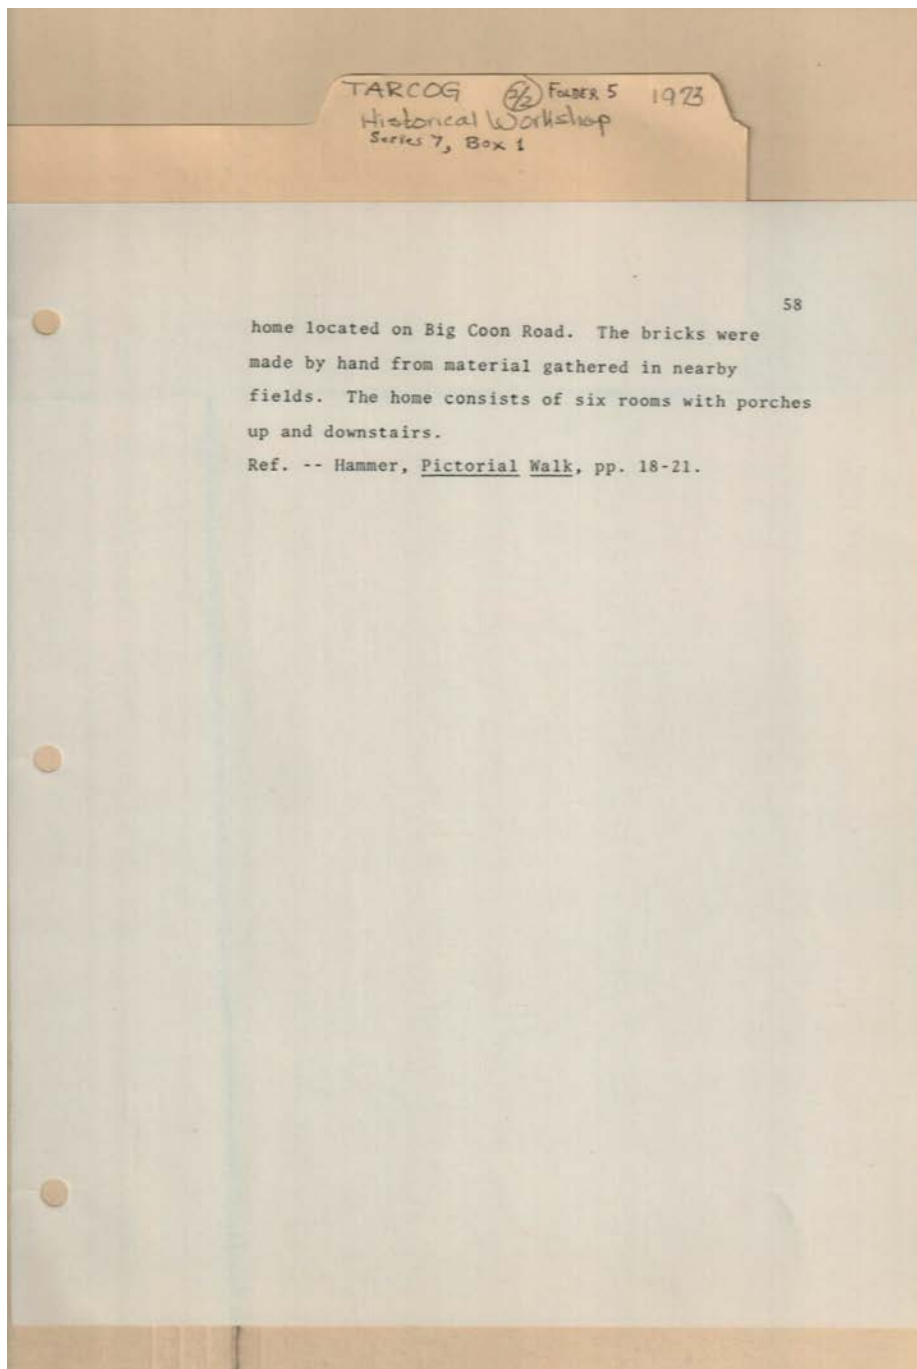 TARCOG 2/2 FOLDER 5 1973
Historical Workshop
Series 7, Box 1
58
home located on Big Coon Road. The bricks were
made by hand from material gathered in nearby
fields. The home consists of six rooms with porches
up and downstairs.
Ref. -- Hammer, Pictorial Walk, pp. 18-21.